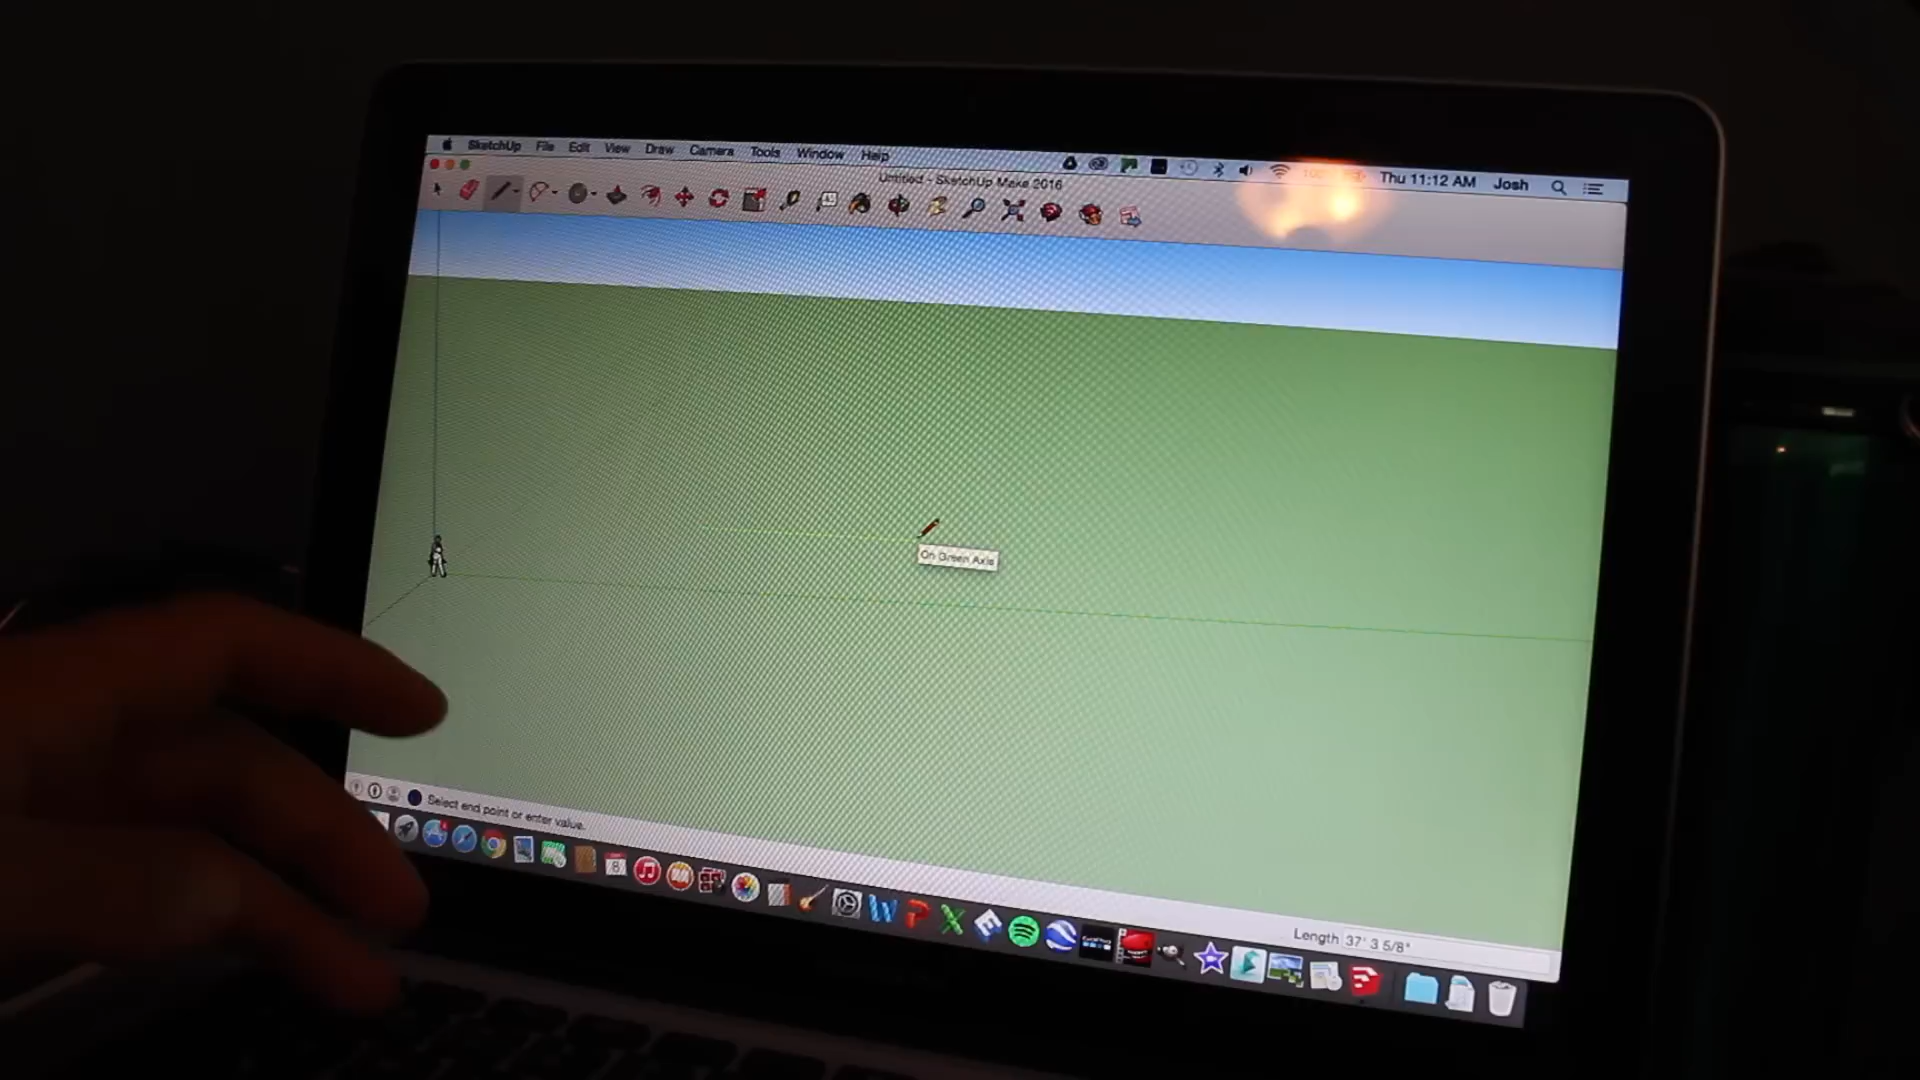 SketchUp File Edit View Draw Camera Tools Window Help Thu 11:12 AM Josh
Untitled - SketchUp Make 2016
On Green Axis
Select end point or enter value.
Length 37' 3 5/8"